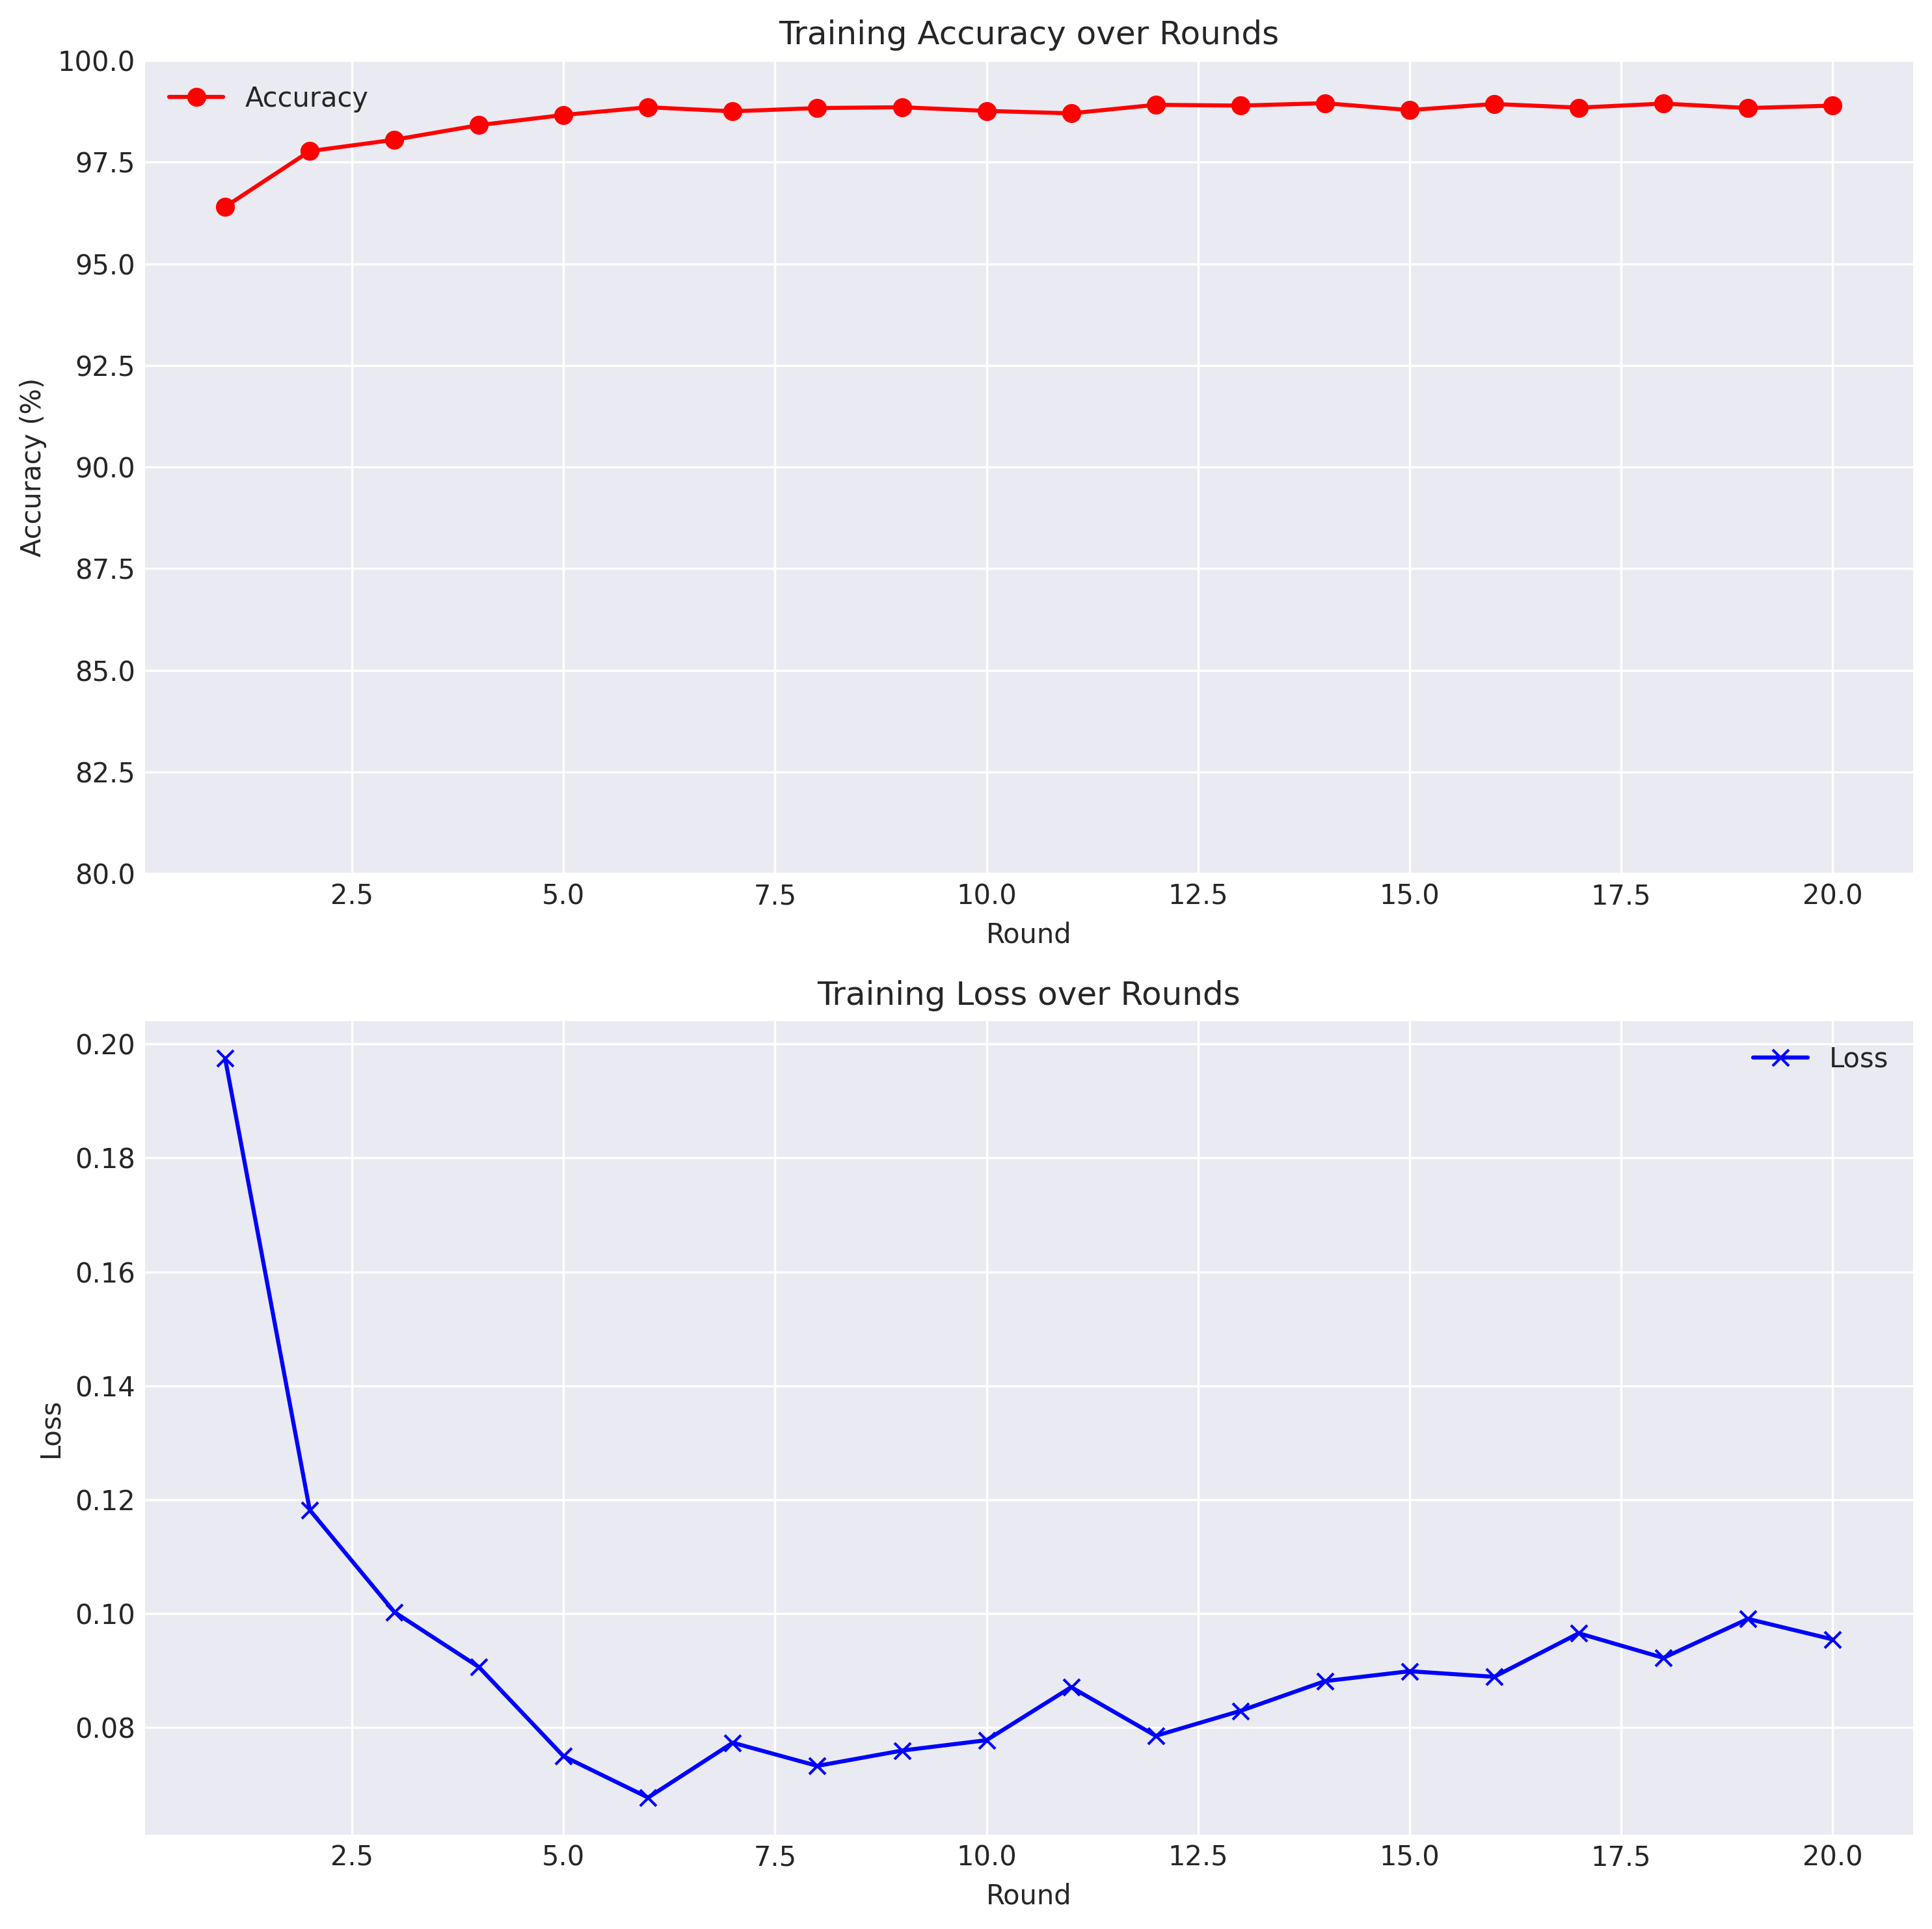 Training Accuracy over Rounds
100.0
Accuracy
97.5
95.0
92.5
90.0
Accuracy (%)
87.5
85.0
82.5
80.0
2.5 5.0 7.5 10.0 12.5 15.0 17.5 20.0
Round
Training Loss over Rounds
0.20
Loss
0.18
0.16
0.14
Loss
0.12
0.10
0.08
2.5 5.0 7.5 10.0 12.5 15.0 17.5 20.0
Round